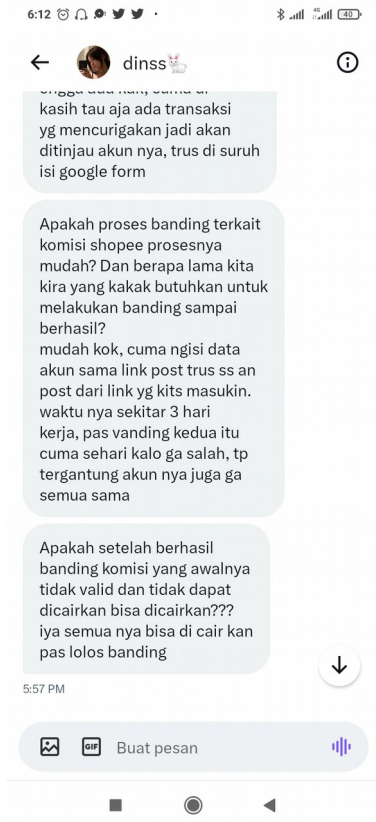 6:12
4G
40
dinss
kasih tau aja ada transaksi
yg mencurigakan jadi akan
ditinjau akun nya, trus di suruh
isi google form
Apakah proses banding terkait
komisi shopee prosesnya
mudah? Dan berapa lama kita
kira yang kakak butuhkan untuk
melakukan banding sampai
berhasil?
mudah kok, cuma ngisi data
akun sama link post trus ss an
post dari link yg kits masukin.
waktu nya sekitar 3 hari
kerja, pas vanding kedua itu
cuma sehari kalo ga salah, tp
tergantung akun nya juga ga
semua sama
Apakah setelah berhasil
banding komisi yang awalnya
tidak valid dan tidak dapat
dicairkan bisa dicairkan???
iya semua nya bisa di cair kan
pas lolos banding
5:57 PM
GIF
Buat pesan